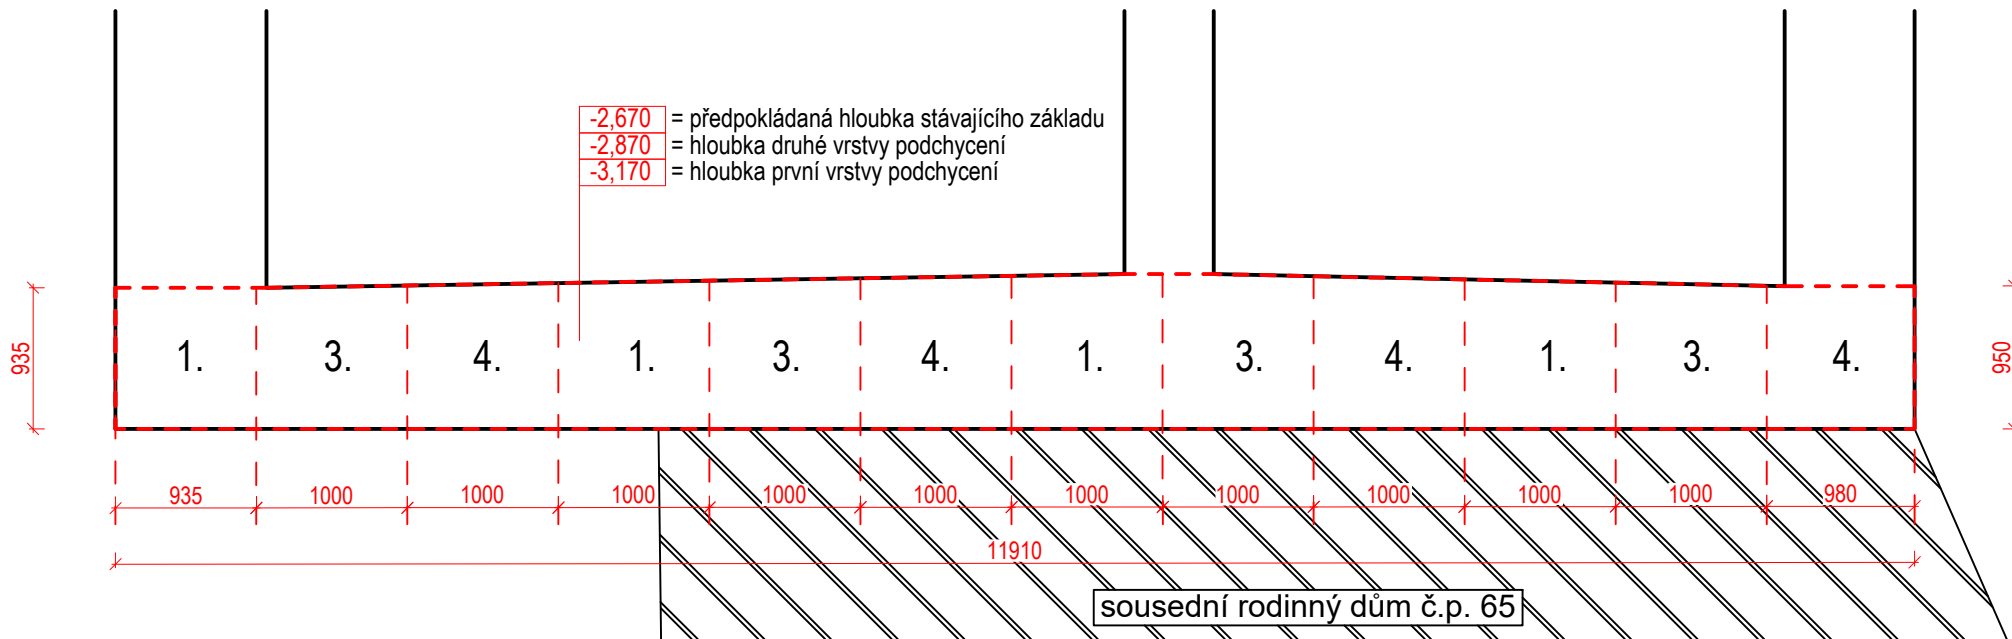 -2,670 = předpokládaná hloubka stávajícího základu
-2,870 = hloubka druhé vrstvy podchycení
-3,170 = hloubka první vrstvy podchycení
935
1. 3. 4. 1. 3. 4. 1. 3. 4. 1. 3. 4.
950
935 1000 1000 1000 1000 1000 1000 1000 1000 1000 1000 980
11910
sousední rodinný dům č.p. 65